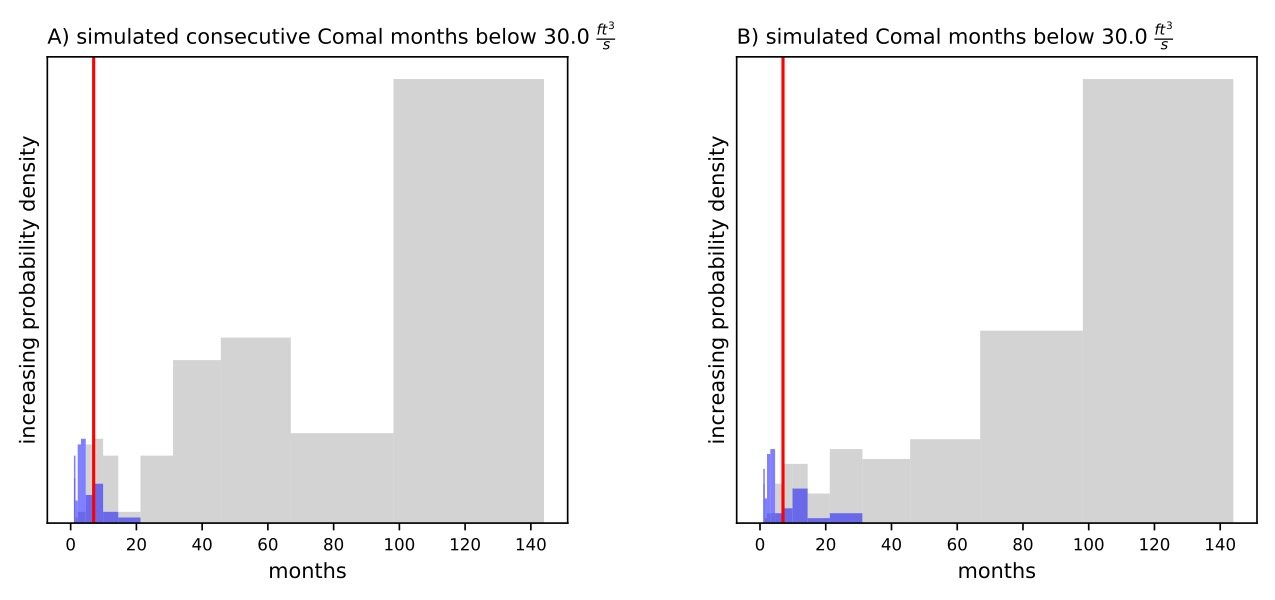 A) simulated consecutive Comal months below 30.0 ft³/s
increasing probability density
0 20 40 60 80 100 120 140
months
B) simulated Comal months below 30.0 ft³/s
increasing probability density
0 20 40 60 80 100 120 140
months